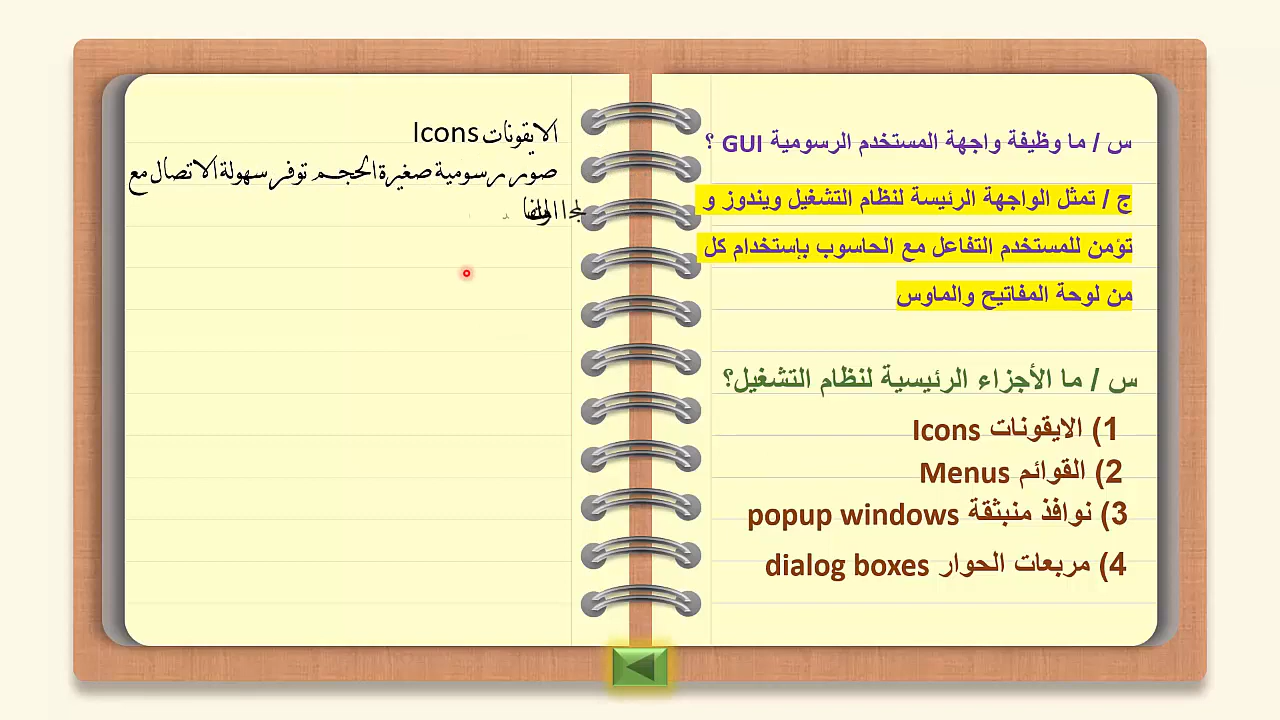 س / ما وظيفة واجهة المستخدم الرسومية GUI ؟
ج / تمثل الواجهة الرئيسة لنظام التشغيل ويندوز و
تؤمن للمستخدم التفاعل مع الحاسوب بإستخدام كل
من لوحة المفاتيح والماوس
س / ما الأجزاء الرئيسية لنظام التشغيل؟
1) الايقونات Icons
2) القوائم Menus
3) نوافذ منبثقة popup windows
4) مربعات الحوار dialog boxes
الايقونات Icons
صور رسومية صغيرة الحجم توفر سهولة الاتصال مع